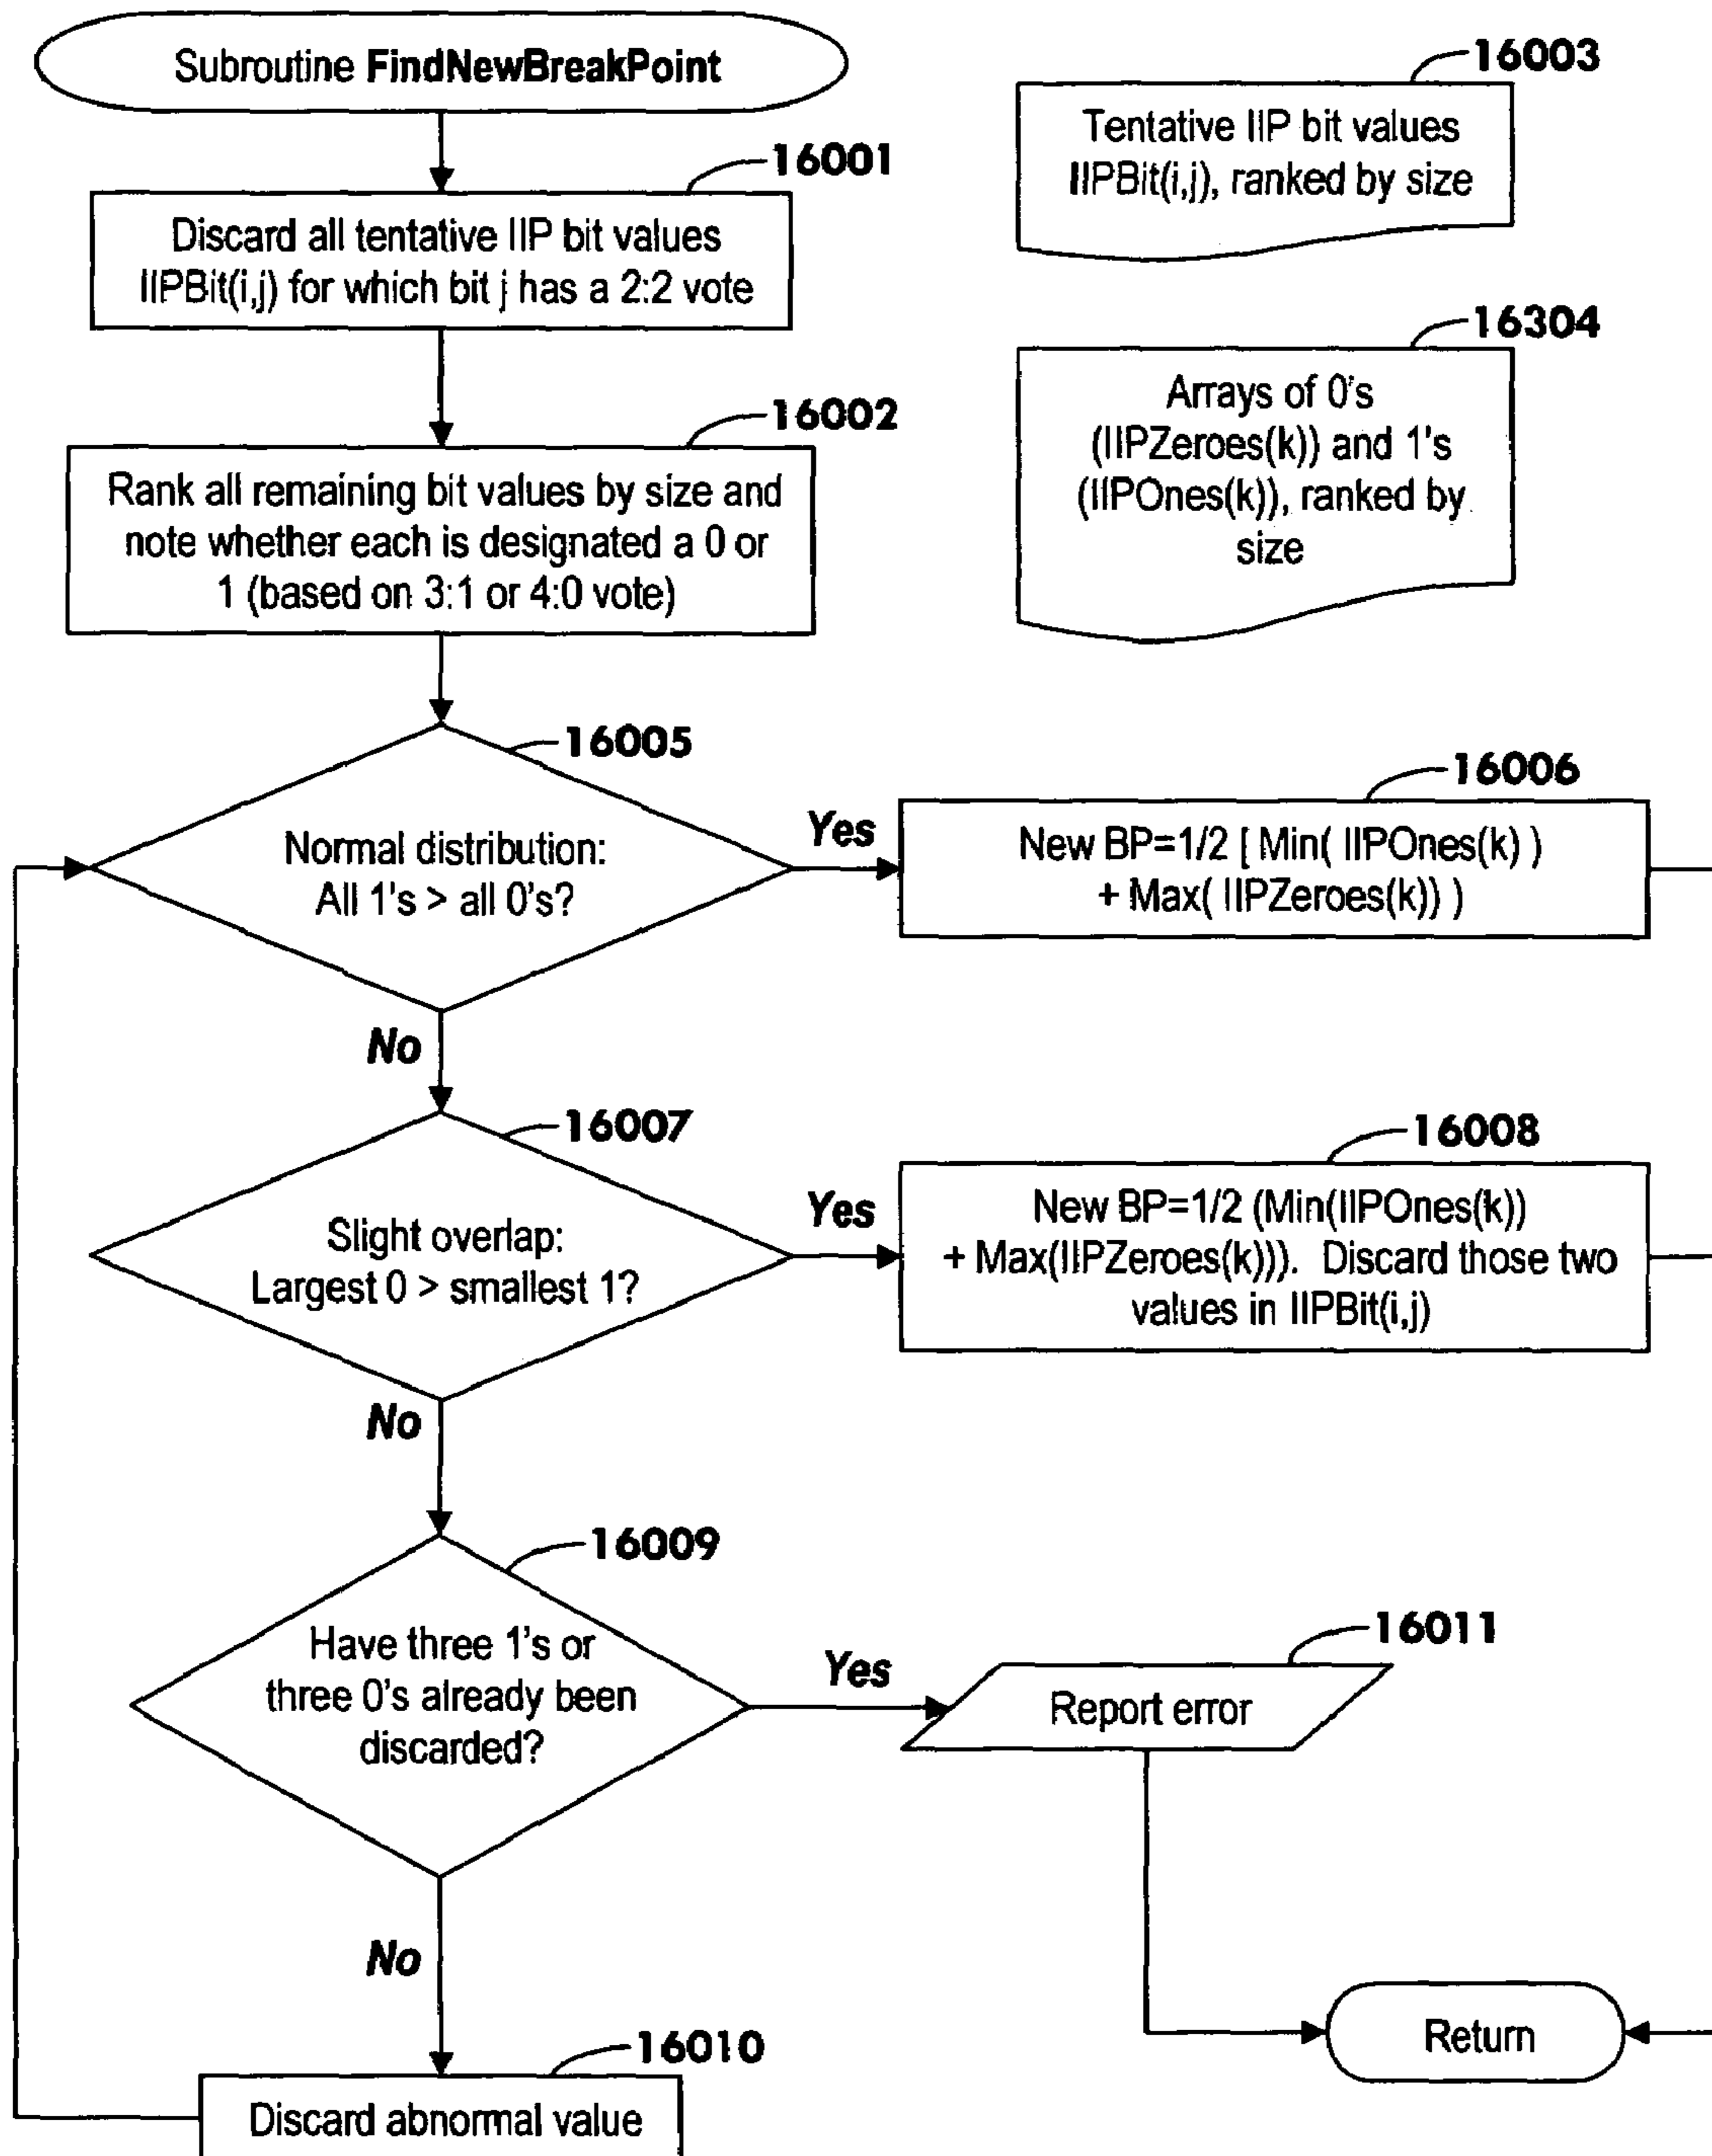 Subroutine FindNewBreakPoint
16001
Discard all tentative IIP bit values
IIPBit(i,j) for which bit j has a 2:2 vote
16003
Tentative IIP bit values
IIPBit(i,j), ranked by size
16002
Rank all remaining bit values by size and
note whether each is designated a 0 or
1 (based on 3:1 or 4:0 vote)
16304
Arrays of 0's
(IIPZeroes(k)) and 1's
(IIPOnes(k)), ranked by
size
16005
Normal distribution:
All 1's > all 0's?
Yes
16006
New BP=1/2 [ Min( IIPOnes(k) )
+ Max( IIPZeroes(k)) )
No
16007
Slight overlap:
Largest 0 > smallest 1?
Yes
16008
New BP=1/2 (Min(IIPOnes(k))
+ Max(IIPZeroes(k))). Discard those two
values in IIPBit(i,j)
No
16009
Have three 1's or
three 0's already been
discarded?
Yes
16011
Report error
No
16010
Discard abnormal value
Return